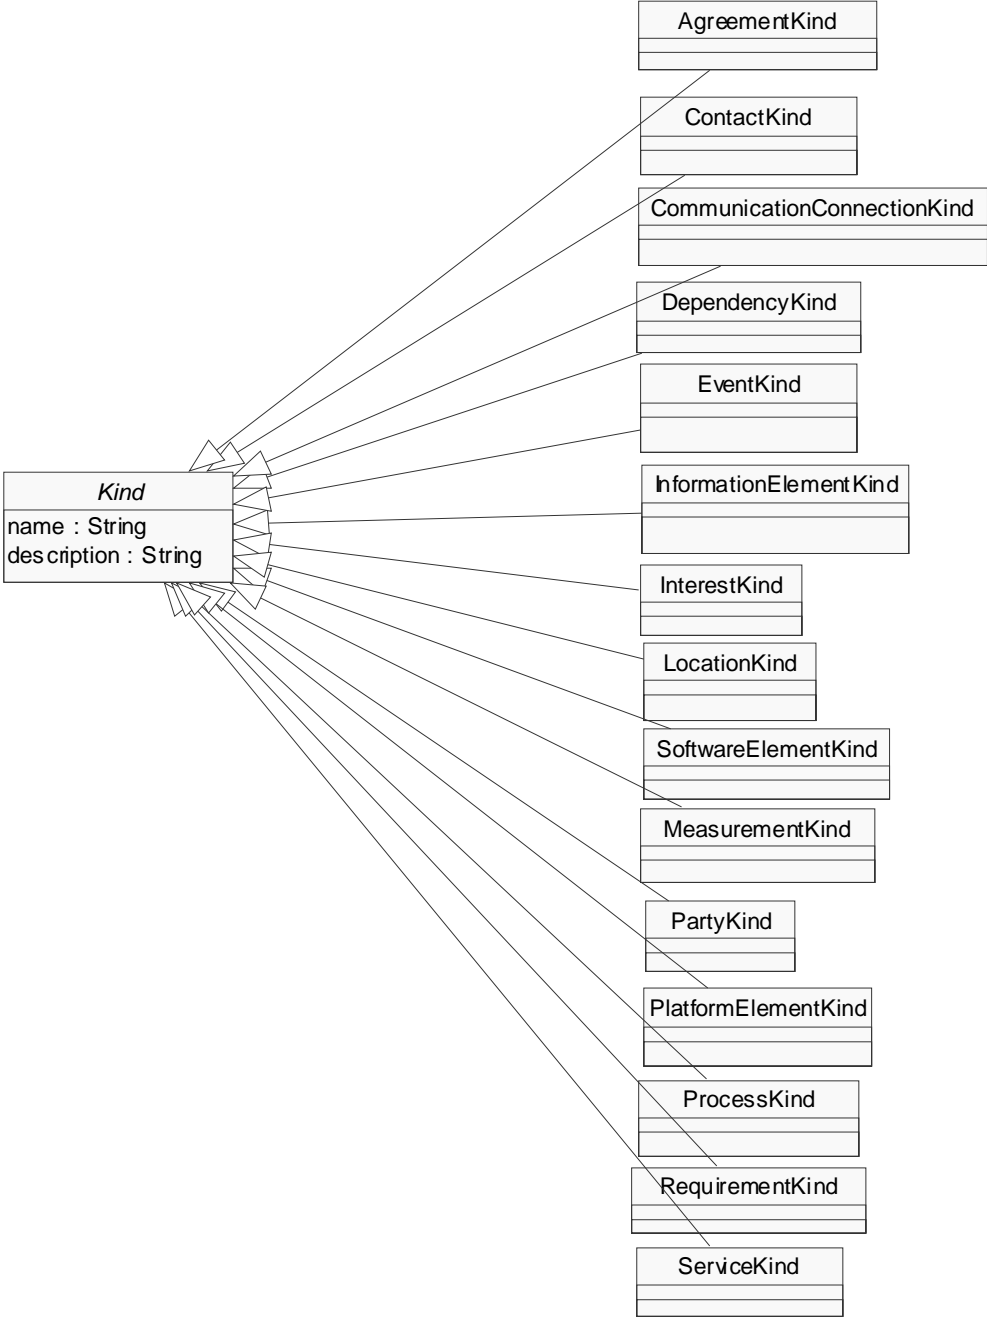 AgreementKind
ContactKind
CommunicationConnectionKind
DependencyKind
EventKind
Kind
name : String
description : String
InformationElementKind
InterestKind
LocationKind
SoftwareElementKind
MeasurementKind
PartyKind
PlatformElementKind
ProcessKind
RequirementKind
ServiceKind